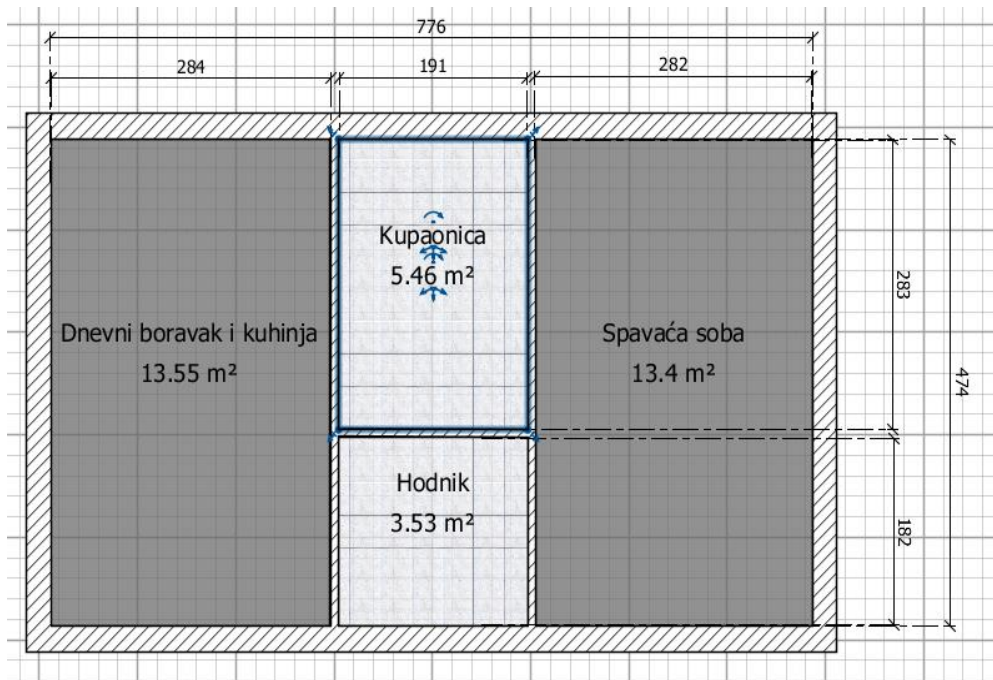 776
284
191
282
Kupaonica
5.46 m²
283
Dnevni boravak i kuhinja
13.55 m²
Spavaća soba
13.4 m²
474
Hodnik
3.53 m²
182